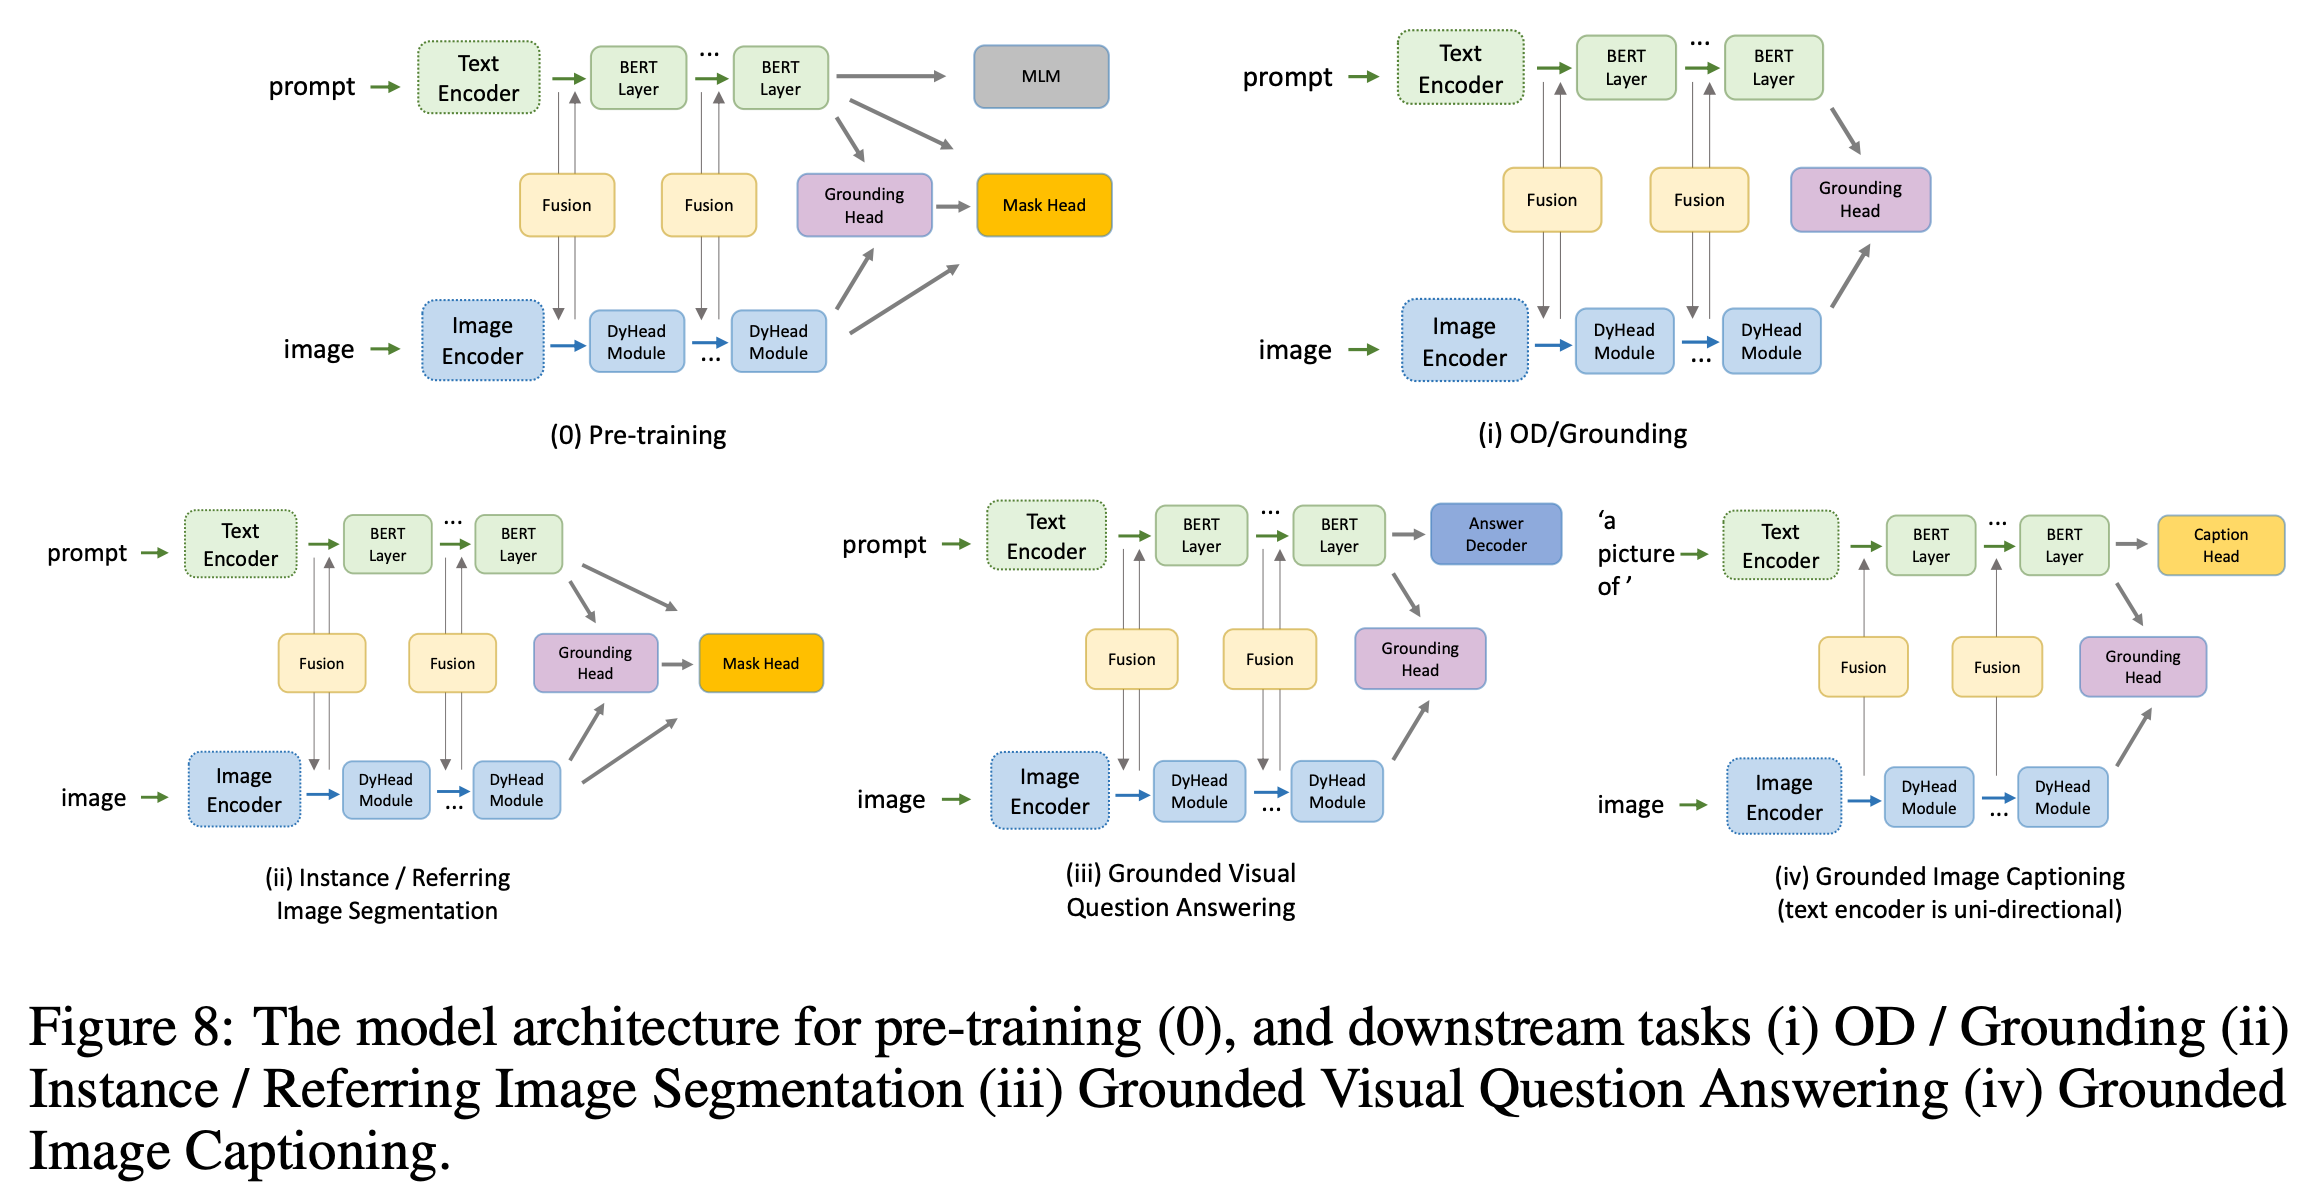 prompt
Text
Encoder
BERT
Layer
...
BERT
Layer
MLM
Fusion
Fusion
Grounding
Head
Mask Head
image
Image
Encoder
DyHead
Module
...
DyHead
Module
(0) Pre-training
prompt
Text
Encoder
BERT
Layer
...
BERT
Layer
Fusion
Fusion
Grounding
Head
image
Image
Encoder
DyHead
Module
...
DyHead
Module
(i) OD/Grounding
prompt
Text
Encoder
BERT
Layer
...
BERT
Layer
Fusion
Fusion
Grounding
Head
Mask Head
image
Image
Encoder
DyHead
Module
...
DyHead
Module
(ii) Instance / Referring
Image Segmentation
prompt
Text
Encoder
BERT
Layer
...
BERT
Layer
Answer
Decoder
Fusion
Fusion
Grounding
Head
image
Image
Encoder
DyHead
Module
...
DyHead
Module
(iii) Grounded Visual
Question Answering
‘a
picture
of ’
Text
Encoder
BERT
Layer
...
BERT
Layer
Caption
Head
Fusion
Fusion
Grounding
Head
image
Image
Encoder
DyHead
Module
...
DyHead
Module
(iv) Grounded Image Captioning
(text encoder is uni-directional)
Figure 8: The model architecture for pre-training (0), and downstream tasks (i) OD / Grounding (ii)
Instance / Referring Image Segmentation (iii) Grounded Visual Question Answering (iv) Grounded
Image Captioning.